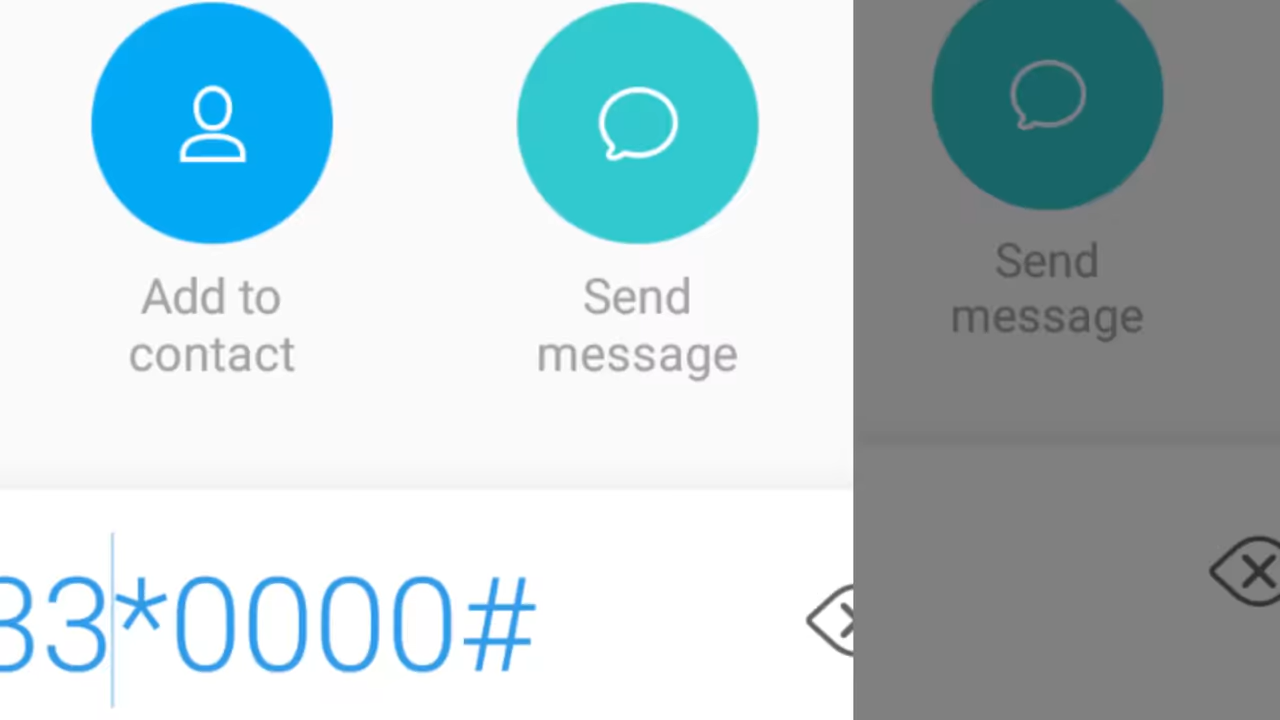 Add to
contact
Send
message
33*0000#
Send
message